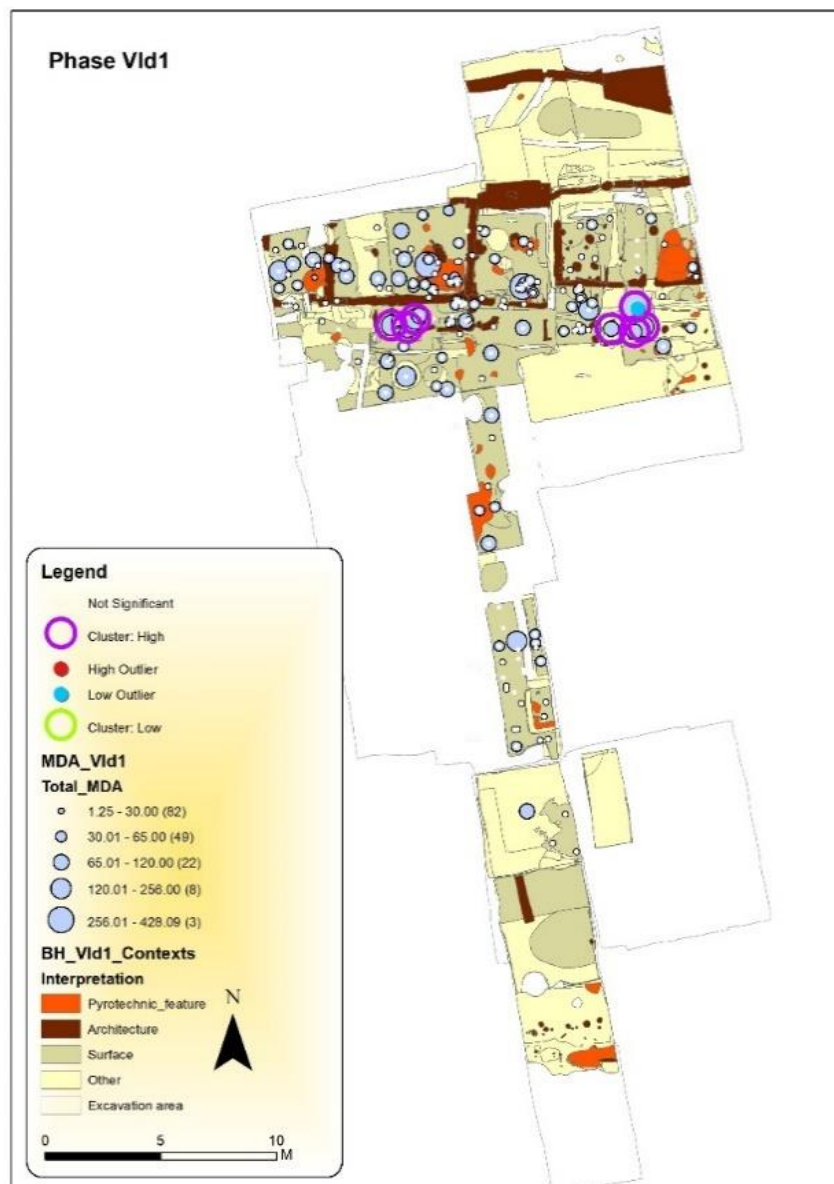 Phase VId1
Legend
Not Significant
Cluster: High
High Outlier
Low Outlier
Cluster: Low
MDA_VId1
Total_MDA
1.25 - 30.00 (82)
30.01 - 65.00 (49)
65.01 - 120.00 (22)
120.01 - 256.00 (8)
256.01 - 428.09 (3)
BH_VId1_Contexts
Interpretation
N
Pyrotechnic_feature
Architecture
Surface
Other
Excavation area
0 5 10
M